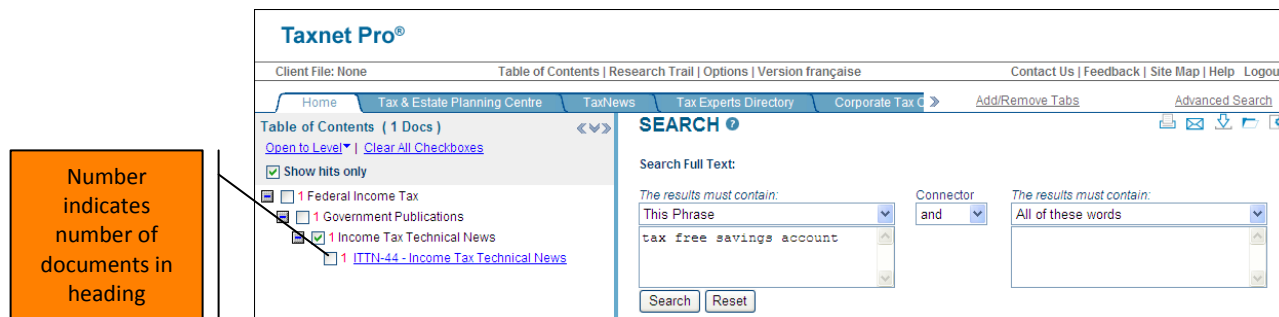 Taxnet Pro®
Client File: None Table of Contents | Research Trail | Options | Version française Contact Us | Feedback | Site Map | Help Logou
Home Tax & Estate Planning Centre TaxNews Tax Experts Directory Corporate Tax C Add/Remove Tabs Advanced Search
Table of Contents ( 1 Docs )
Open to Level | Clear All Checkboxes
Show hits only
1 Federal Income Tax
1 Government Publications
1 Income Tax Technical News
1 ITTN-44 - Income Tax Technical News
SEARCH
Search Full Text:
The results must contain: Connector The results must contain:
This Phrase and All of these words
tax free savings account
Search Reset
Number
indicates
number of
documents in
heading